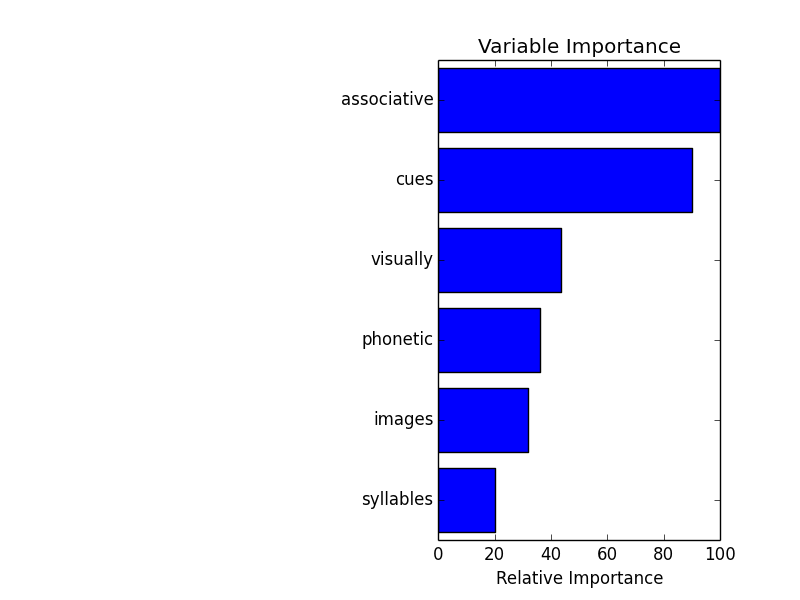 Variable Importance
associative
cues
visually
phonetic
images
syllables
0 20 40 60 80 100
Relative Importance